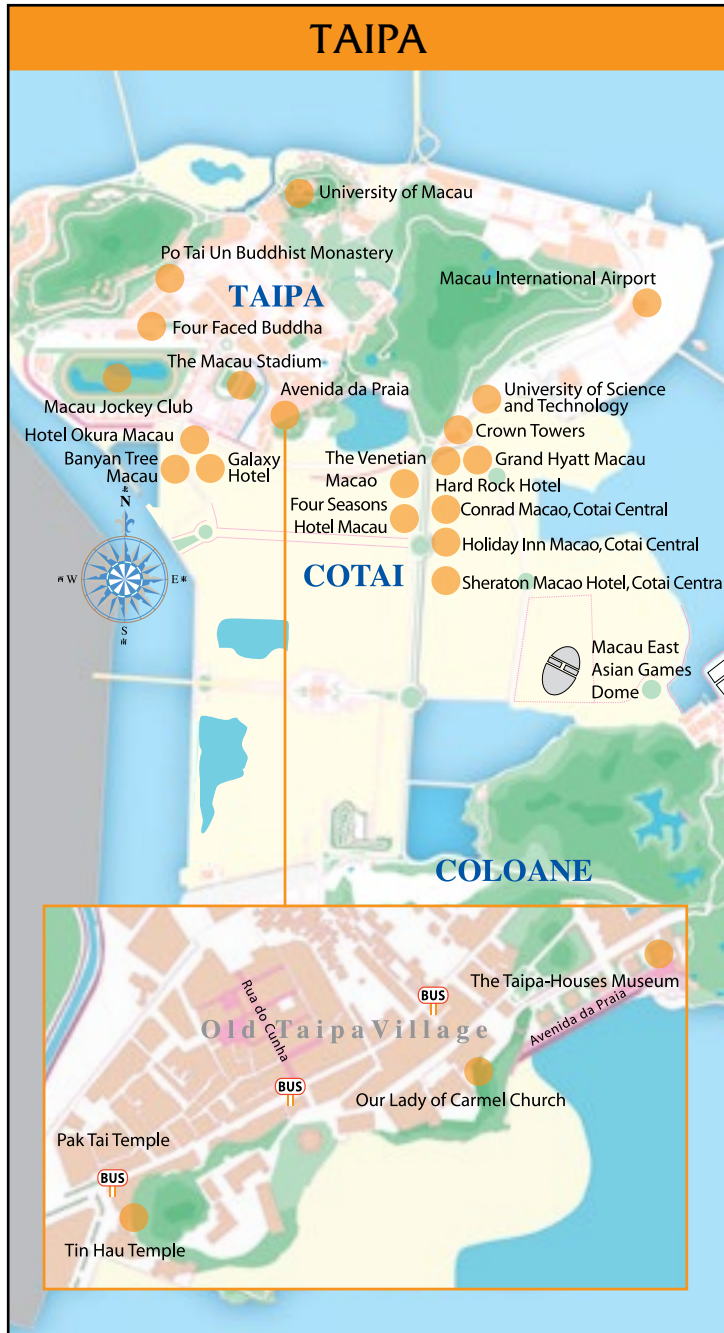 TAIPA
University of Macau
Po Tai Un Buddhist Monastery
Macau International Airport
TAIPA
Four Faced Buddha
The Macau Stadium
Avenida da Praia
University of Science
and Technology
Macau Jockey Club
Crown Towers
Hotel Okura Macau
Banyan Tree
Macau
Galaxy
Hotel
The Venetian
Macao
Grand Hyatt Macau
Hard Rock Hotel
Four Seasons
Hotel Macau
Conrad Macao, Cotai Central
Holiday Inn Macao, Cotai Central
Sheraton Macao Hotel, Cotai Centra
北
N
西 W
E 東
S
南
COTAI
Macau East
Asian Games
Dome
COLOANE
The Taipa-Houses Museum
BUS
Rua do Cunha
Old Taipa Village
Avenida da Praia
BUS
Our Lady of Carmel Church
Pak Tai Temple
BUS
Tin Hau Temple